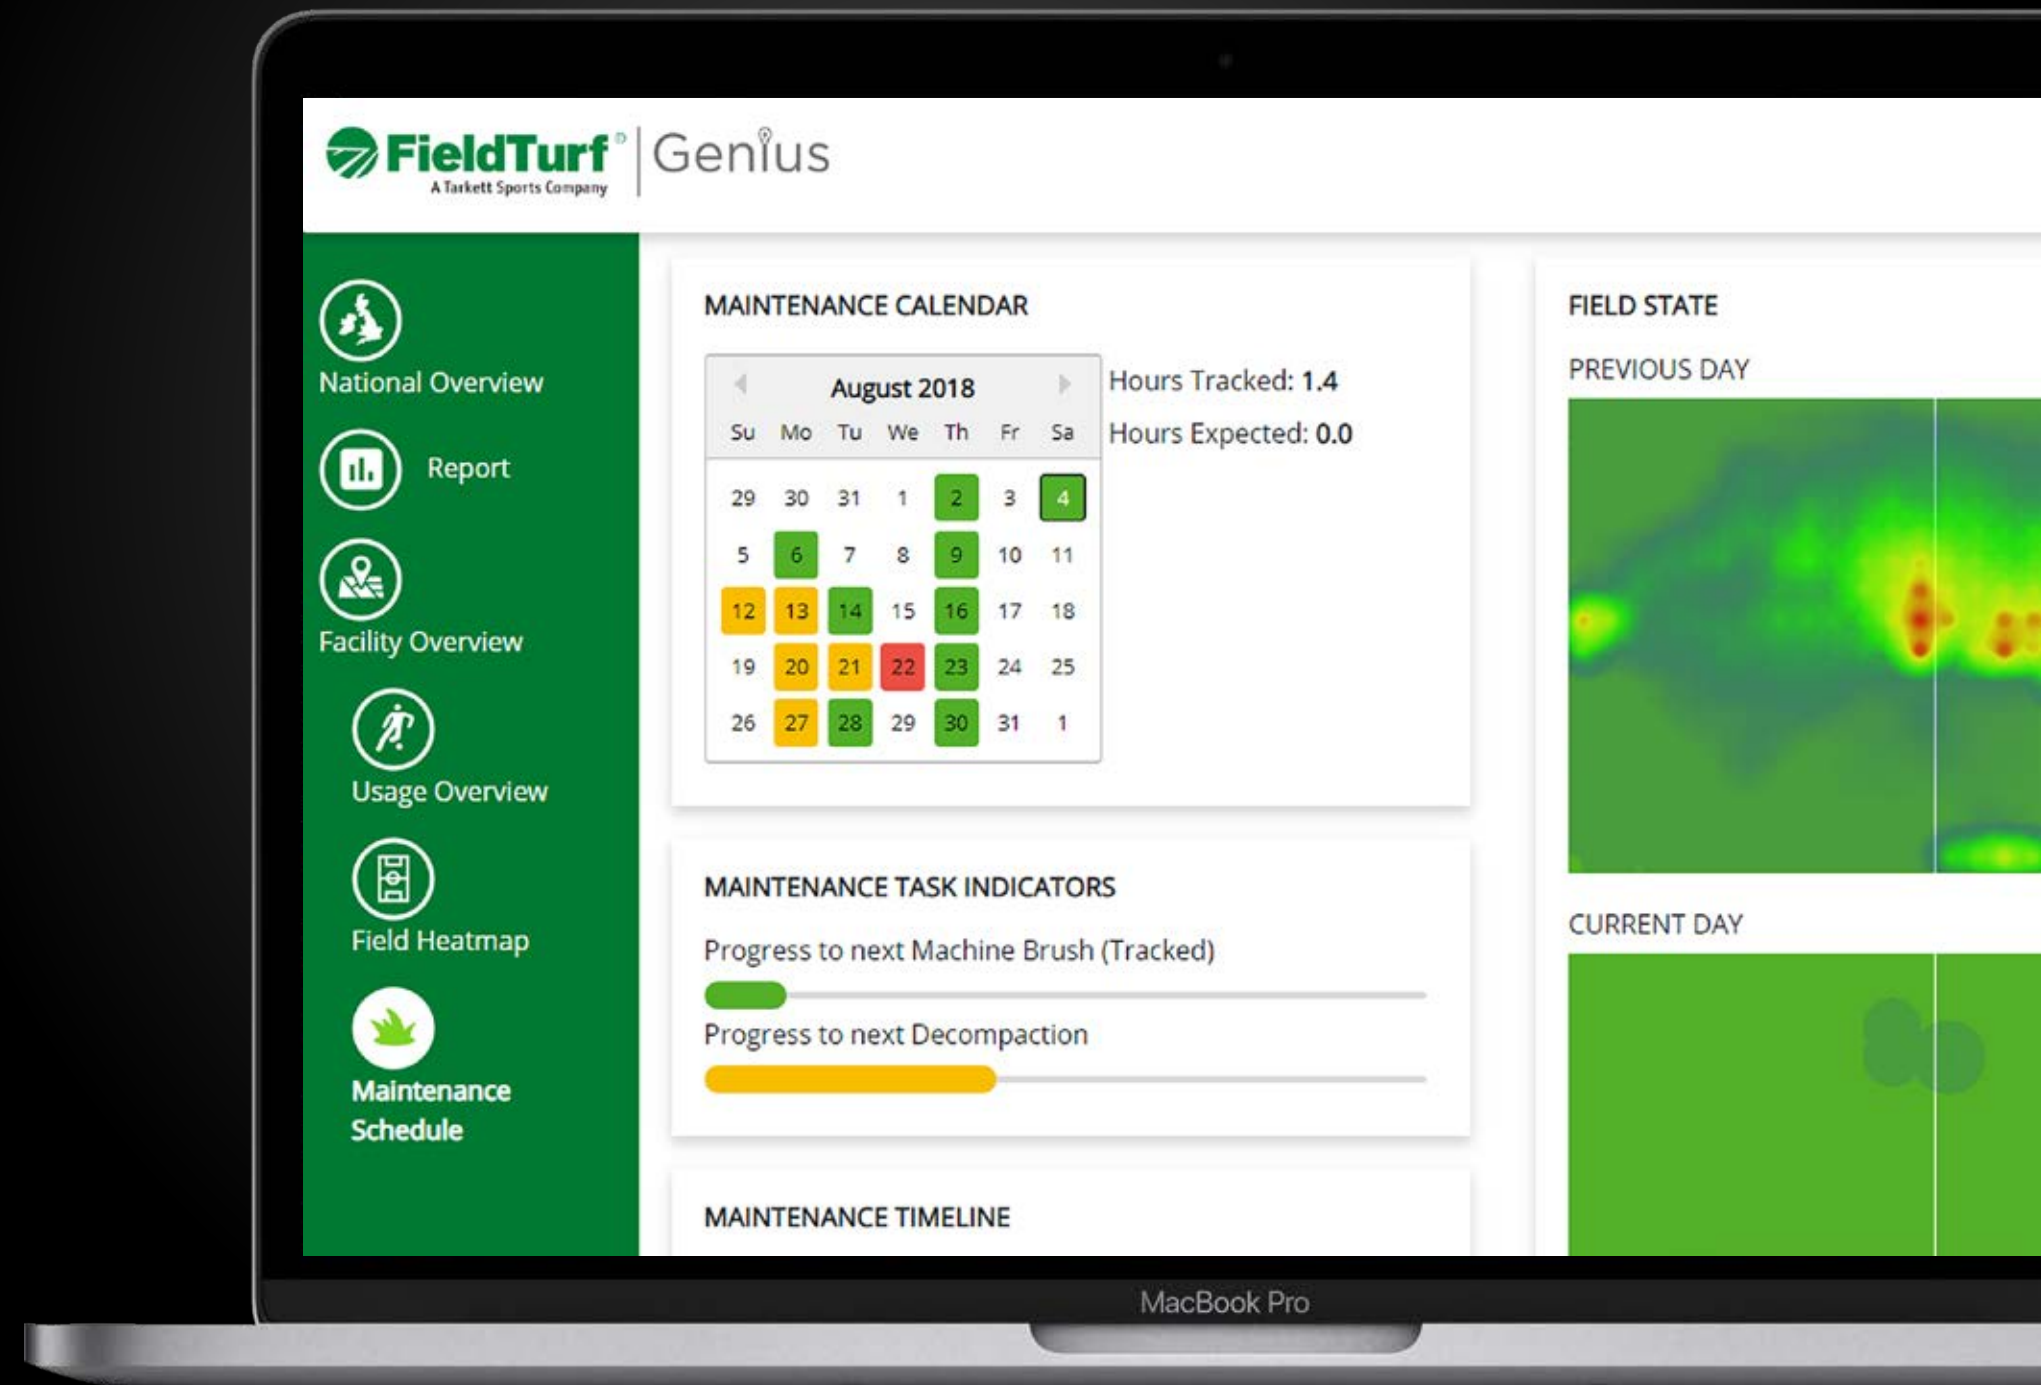 FieldTurf® | Genius
A Tarkett Sports Company
National Overview
Report
Facility Overview
Usage Overview
Field Heatmap
Maintenance
Schedule
MAINTENANCE CALENDAR
August 2018
Su Mo Tu We Th Fr Sa
29 30 31 1 2 3 4
5 6 7 8 9 10 11
12 13 14 15 16 17 18
19 20 21 22 23 24 25
26 27 28 29 30 31 1
Hours Tracked: 1.4
Hours Expected: 0.0
MAINTENANCE TASK INDICATORS
Progress to next Machine Brush (Tracked)
Progress to next Decompaction
MAINTENANCE TIMELINE
FIELD STATE
PREVIOUS DAY
CURRENT DAY
MacBook Pro